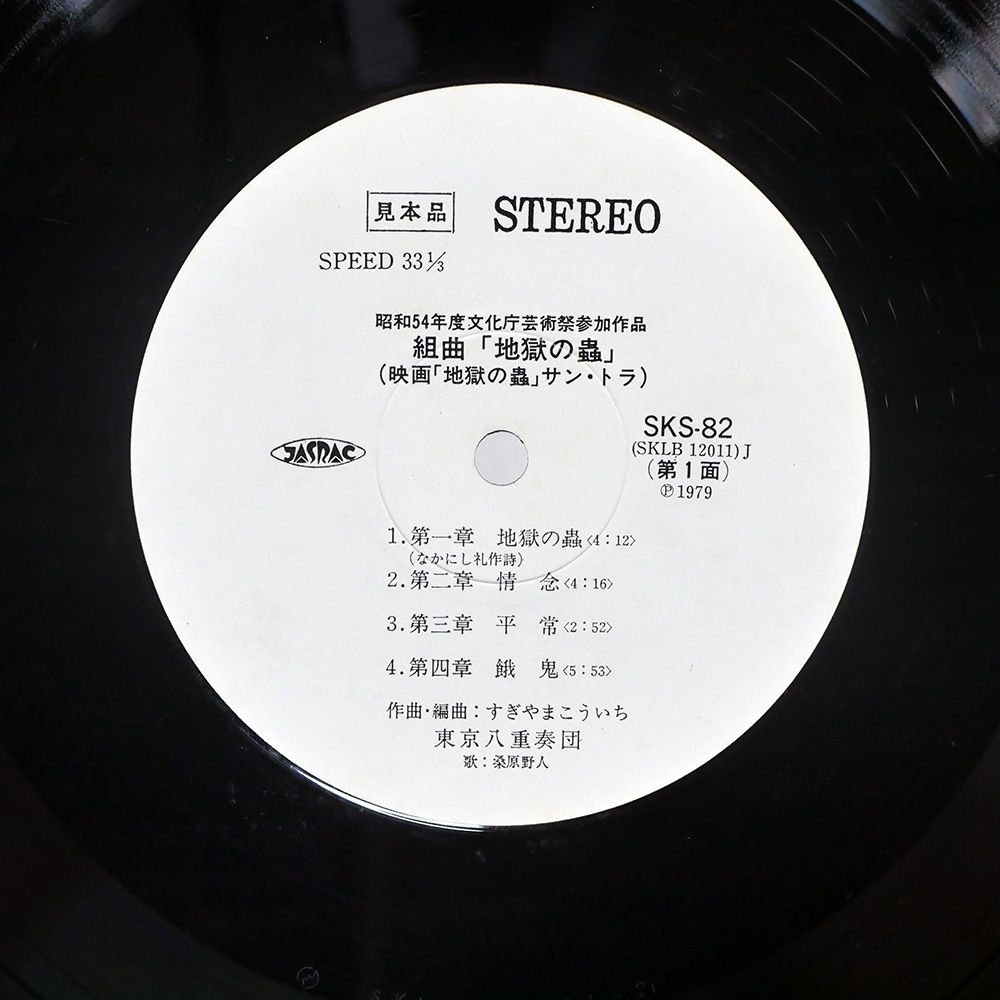 見本品 STEREO
SPEED 33⅓
昭和54年度文化庁芸術祭参加作品
組曲「地獄の蟲」
(映画「地獄の蟲」サン・トラ)
JASRAC
SKS-82
(SKLB 12011)J
(第1面)
Ⓟ1979
1.第一章 地獄の蟲〈4:12〉
(なかにし礼作詩)
2.第二章 情念〈4:16〉
3.第三章 平常〈2:52〉
4.第四章 餓鬼〈5:53〉
作曲・編曲:すぎやまこういち
東京八重奏団
歌:桑原野人